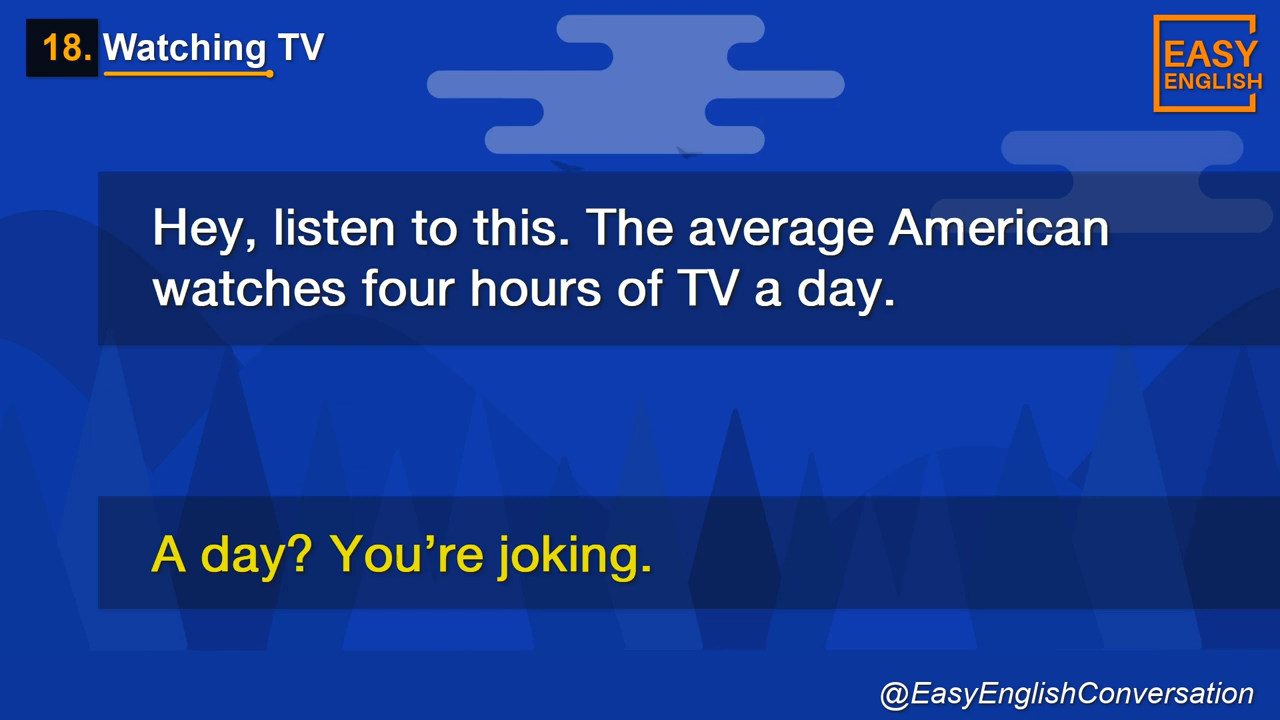 18. Watching TV
EASY
ENGLISH
Hey, listen to this. The average American
watches four hours of TV a day.
A day? You’re joking.
@EasyEnglishConversation